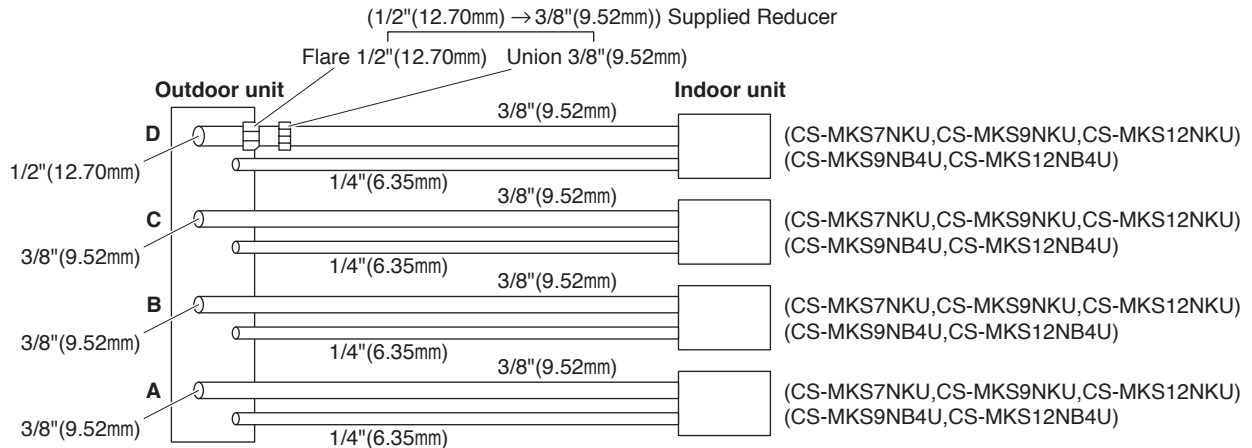 (1/2"(12.70mm) → 3/8"(9.52mm)) Supplied Reducer
Flare 1/2"(12.70mm) Union 3/8"(9.52mm)
Outdoor unit Indoor unit
3/8"(9.52mm)
D (CS-MKS7NKU,CS-MKS9NKU,CS-MKS12NKU)
(CS-MKS9NB4U,CS-MKS12NB4U)
1/2"(12.70mm)
1/4"(6.35mm)
3/8"(9.52mm)
C (CS-MKS7NKU,CS-MKS9NKU,CS-MKS12NKU)
(CS-MKS9NB4U,CS-MKS12NB4U)
3/8"(9.52mm)
1/4"(6.35mm)
3/8"(9.52mm)
B (CS-MKS7NKU,CS-MKS9NKU,CS-MKS12NKU)
(CS-MKS9NB4U,CS-MKS12NB4U)
3/8"(9.52mm)
1/4"(6.35mm)
3/8"(9.52mm)
A (CS-MKS7NKU,CS-MKS9NKU,CS-MKS12NKU)
(CS-MKS9NB4U,CS-MKS12NB4U)
3/8"(9.52mm)
1/4"(6.35mm)